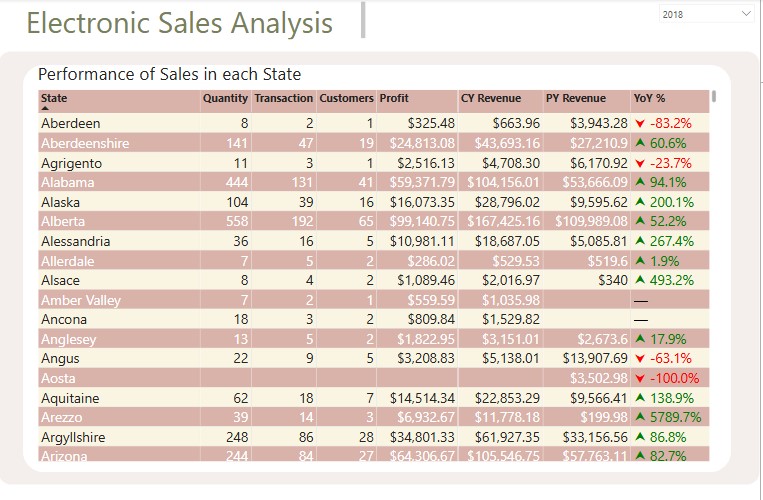 Electronic Sales Analysis
2018
Performance of Sales in each State
State Quantity Transaction Customers Profit CY Revenue PY Revenue YoY %
Aberdeen 8 2 1 $325.48 $663.96 $3,943.28 -83.2%
Aberdeenshire 141 47 19 $24,813.08 $43,693.16 $27,210.9 60.6%
Agrigento 11 3 1 $2,516.13 $4,708.30 $6,170.92 -23.7%
Alabama 444 131 41 $59,371.79 $104,156.01 $53,666.09 94.1%
Alaska 104 39 16 $16,073.35 $28,796.02 $9,595.62 200.1%
Alberta 558 192 65 $99,140.75 $167,425.16 $109,989.08 52.2%
Alessandria 36 16 5 $10,981.11 $18,687.05 $5,085.81 267.4%
Allerdale 7 5 2 $286.02 $529.53 $519.6 1.9%
Alsace 8 4 2 $1,089.46 $2,016.97 $340 493.2%
Amber Valley 7 2 1 $559.59 $1,035.98 —
Ancona 18 3 2 $809.84 $1,529.82 —
Anglesey 13 5 2 $1,822.95 $3,151.01 $2,673.6 17.9%
Angus 22 9 5 $3,208.83 $5,138.01 $13,907.69 -63.1%
Aosta $3,502.98 -100.0%
Aquitaine 62 18 7 $14,514.34 $22,853.29 $9,566.41 138.9%
Arezzo 39 14 3 $6,932.67 $11,778.18 $199.98 5789.7%
Argyllshire 248 86 28 $34,801.33 $61,927.35 $33,156.56 86.8%
Arizona 244 84 27 $64,306.67 $105,546.75 $57,763.11 82.7%